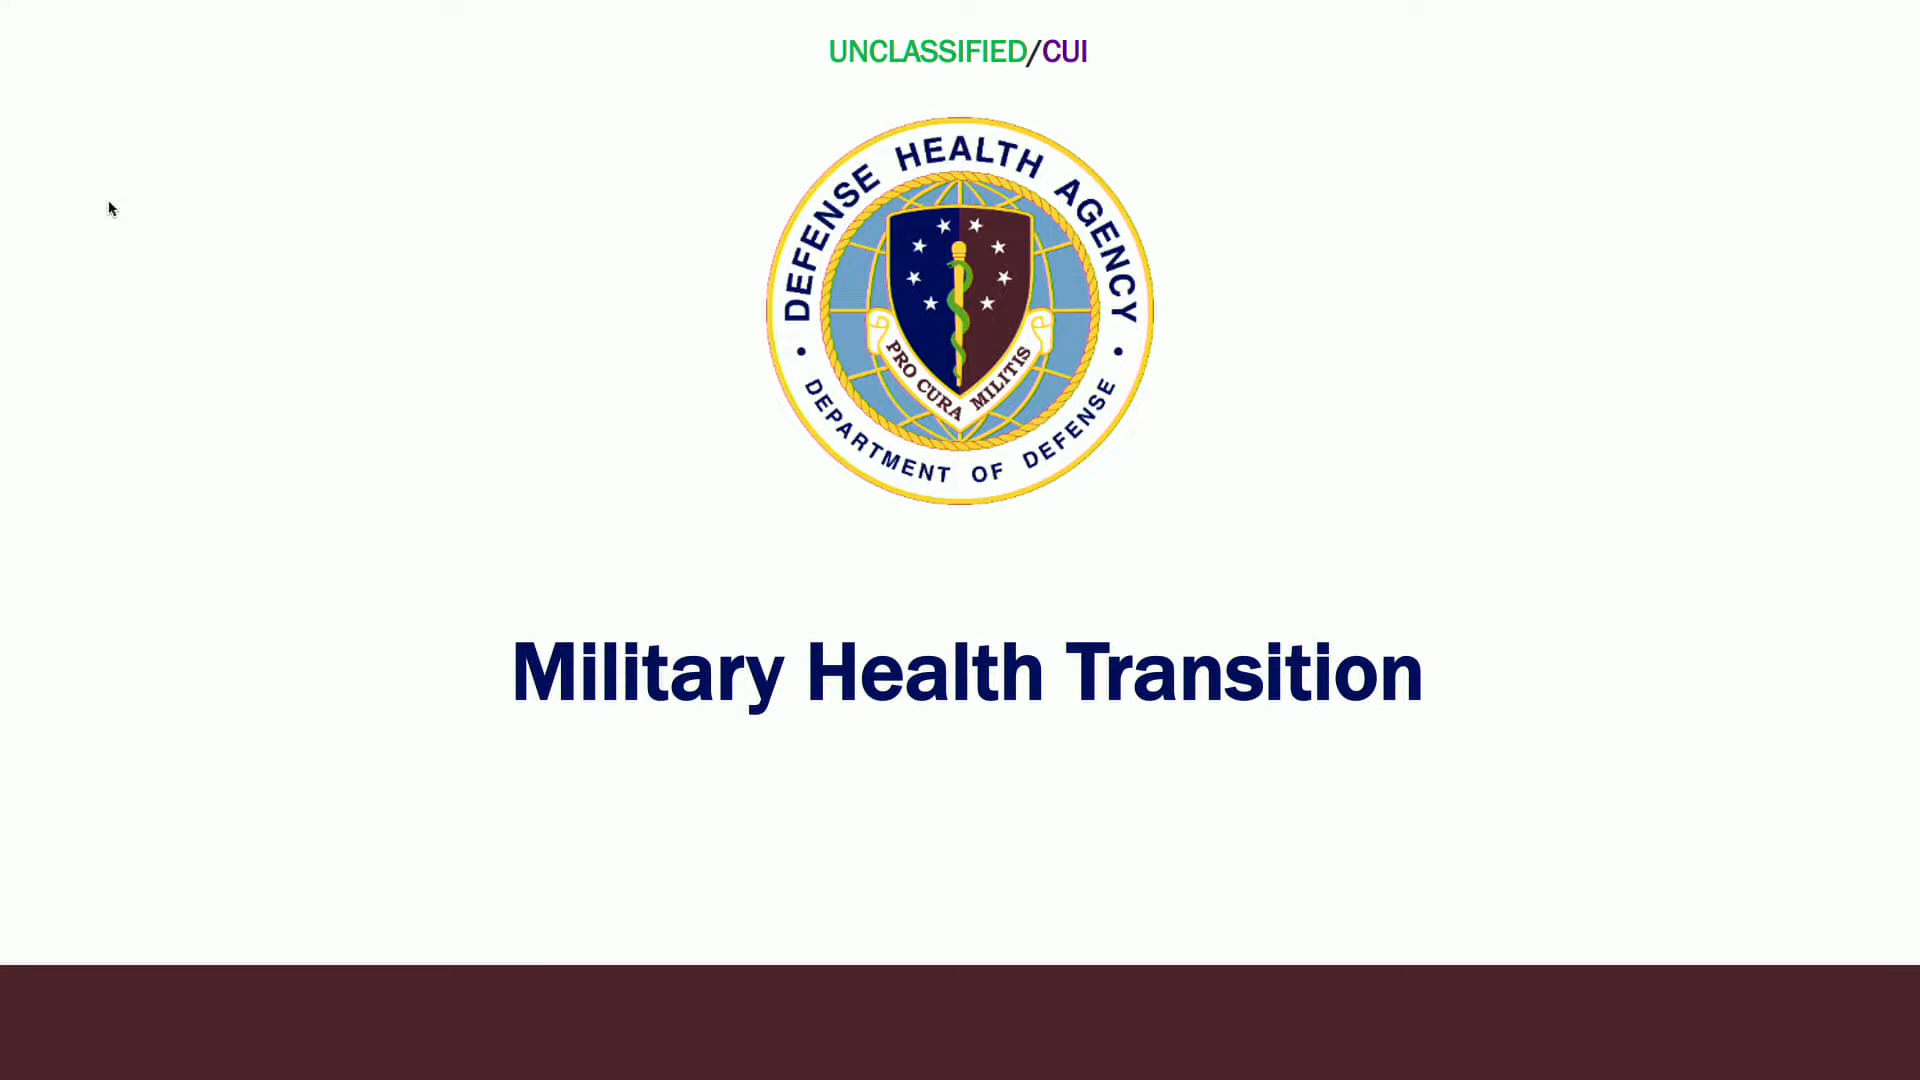 UNCLASSIFIED/CUI
DEFENSE HEALTH AGENCY
PRO CURA MILITIS
• DEPARTMENT OF DEFENSE •
Military Health Transition